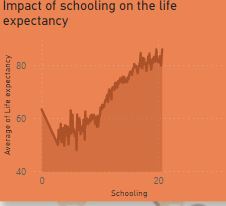 Impact of schooling on the life
expectancy
Average of Life expectancy
80
60
40
0
20
Schooling